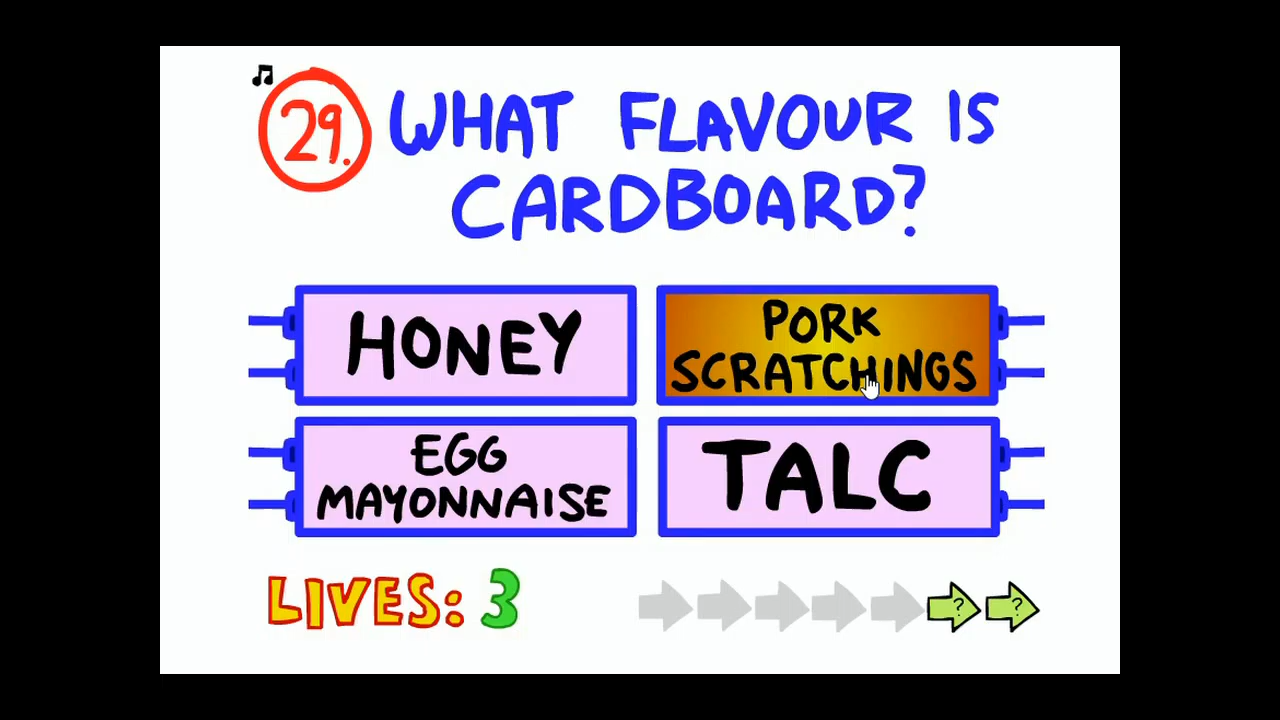 29. WHAT FLAVOUR IS
CARDBOARD?
HONEY
PORK
SCRATCHINGS
EGG
MAYONNAISE
TALC
LIVES: 3
? ?